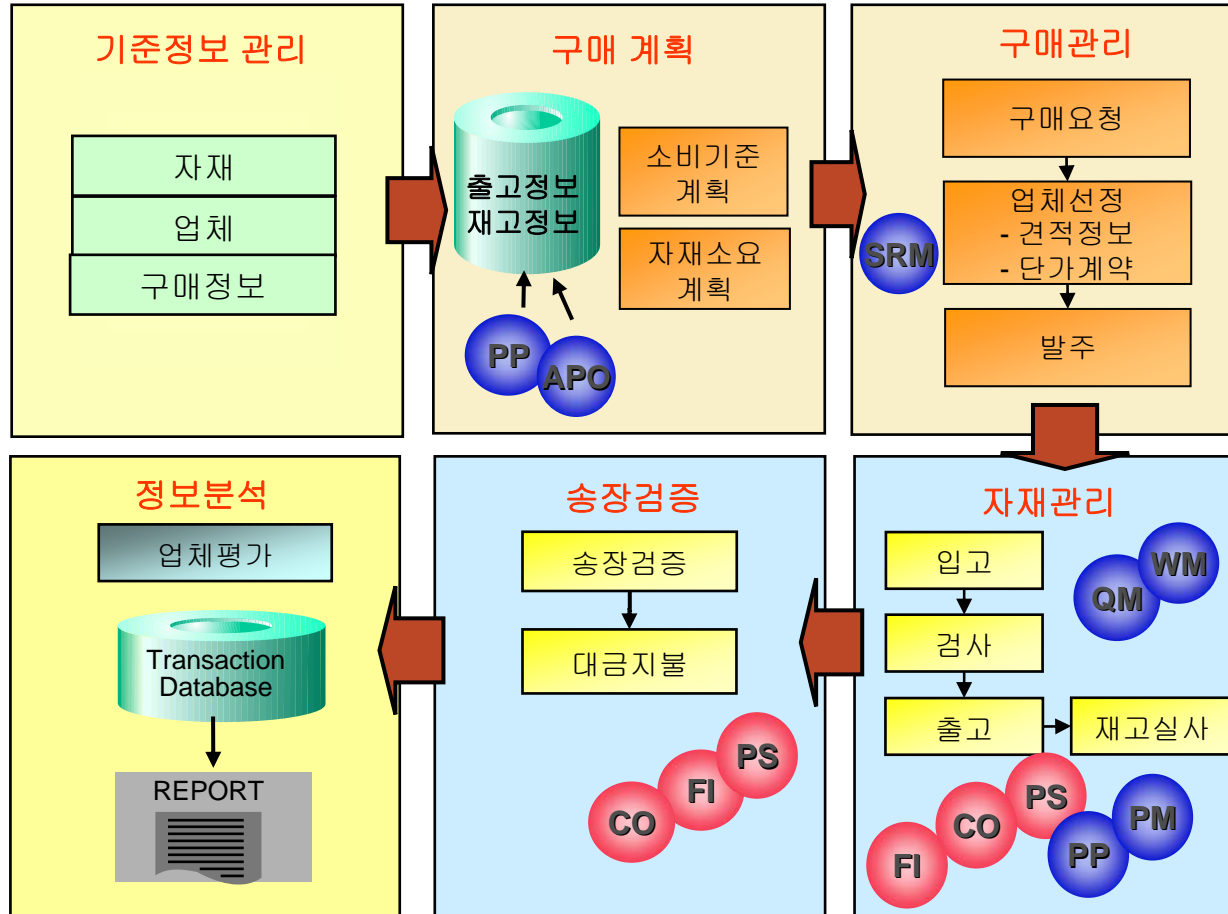 기준정보 관리
자재
업체
구매정보
구매 계획
출고정보
재고정보
소비기준
계획
자재소요
계획
PP
APO
구매관리
구매요청
업체선정
- 견적정보
- 단가계약
SRM
발주
자재관리
입고
검사
출고
재고실사
WM
QM
PS
CO
FI
PM
PP
송장검증
송장검증
대금지불
PS
FI
CO
정보분석
업체평가
Transaction
Database
REPORT